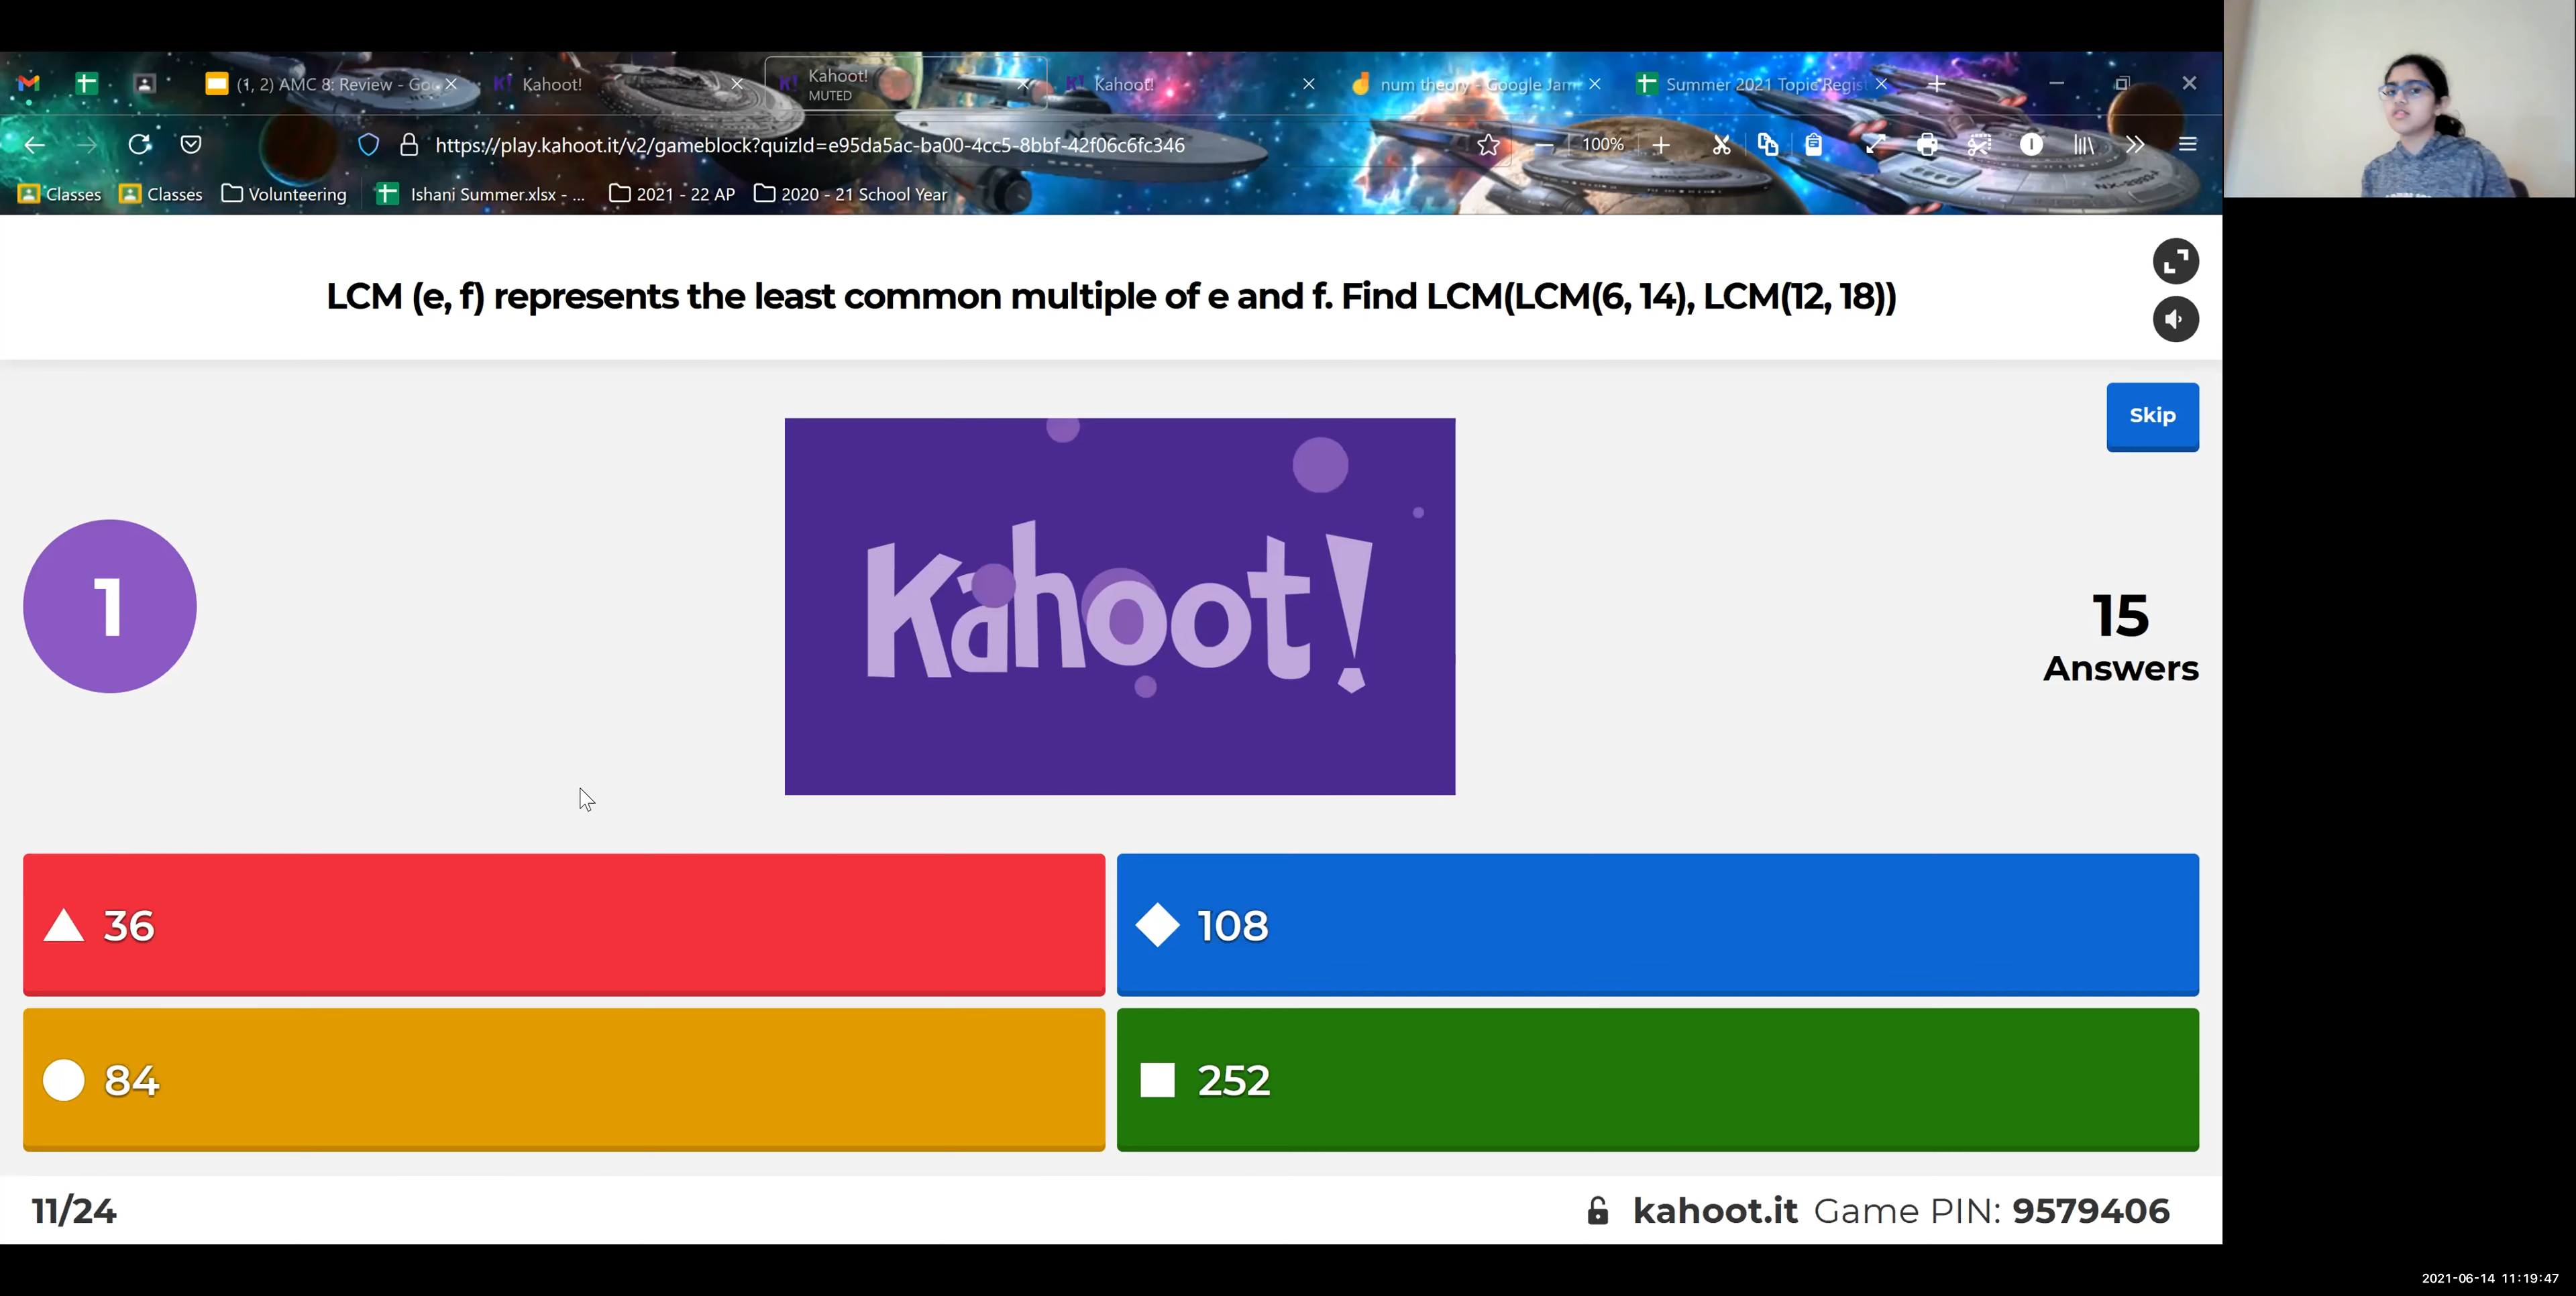 (1, 2) AMC 8: Review - Goo
Kahoot!
Kahoot!
MUTED
Kahoot!
num theory - Google Jam
Summer 2021 Topic Regist
https://play.kahoot.it/v2/gameblock?quizId=e95da5ac-ba00-4cc5-8bbf-42f06c6fc346
100%
Classes
Classes
Volunteering
Ishani Summer.xlsx - ...
2021 - 22 AP
2020 - 21 School Year
LCM (e, f) represents the least common multiple of e and f. Find LCM(LCM(6, 14), LCM(12, 18))
Skip
1
Kahoot!
15
Answers
36
108
84
252
11/24
kahoot.it Game PIN: 9579406
2021-06-14 11:19:47